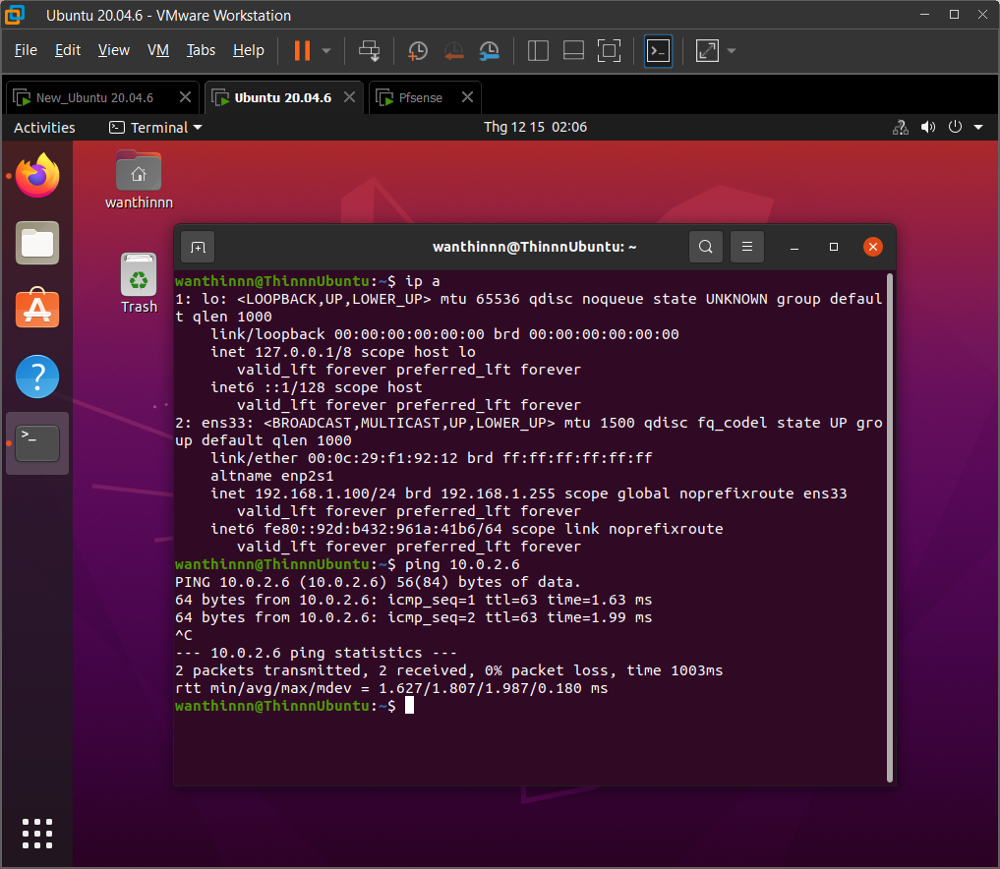 Ubuntu 20.04.6 - VMware Workstation
File Edit View VM Tabs Help
New_Ubuntu 20.04.6
Ubuntu 20.04.6
Pfsense
Activities
Terminal
Thg 12 15 02:06
wanthinnn
Trash
wanthinnn@ThinnnUbuntu: ~
wanthinnn@ThinnnUbuntu:~$ ip a
1: lo: <LOOPBACK,UP,LOWER_UP> mtu 65536 qdisc noqueue state UNKNOWN group defaul
t qlen 1000
    link/loopback 00:00:00:00:00:00 brd 00:00:00:00:00:00
    inet 127.0.0.1/8 scope host lo
       valid_lft forever preferred_lft forever
    inet6 ::1/128 scope host
       valid_lft forever preferred_lft forever
2: ens33: <BROADCAST,MULTICAST,UP,LOWER_UP> mtu 1500 qdisc fq_codel state UP gro
up default qlen 1000
    link/ether 00:0c:29:f1:92:12 brd ff:ff:ff:ff:ff:ff
    altname enp2s1
    inet 192.168.1.100/24 brd 192.168.1.255 scope global noprefixroute ens33
       valid_lft forever preferred_lft forever
    inet6 fe80::92d:b432:961a:41b6/64 scope link noprefixroute
       valid_lft forever preferred_lft forever
wanthinnn@ThinnnUbuntu:~$ ping 10.0.2.6
PING 10.0.2.6 (10.0.2.6) 56(84) bytes of data.
64 bytes from 10.0.2.6: icmp_seq=1 ttl=63 time=1.63 ms
64 bytes from 10.0.2.6: icmp_seq=2 ttl=63 time=1.99 ms
^C
--- 10.0.2.6 ping statistics ---
2 packets transmitted, 2 received, 0% packet loss, time 1003ms
rtt min/avg/max/mdev = 1.627/1.807/1.987/0.180 ms
wanthinnn@ThinnnUbuntu:~$